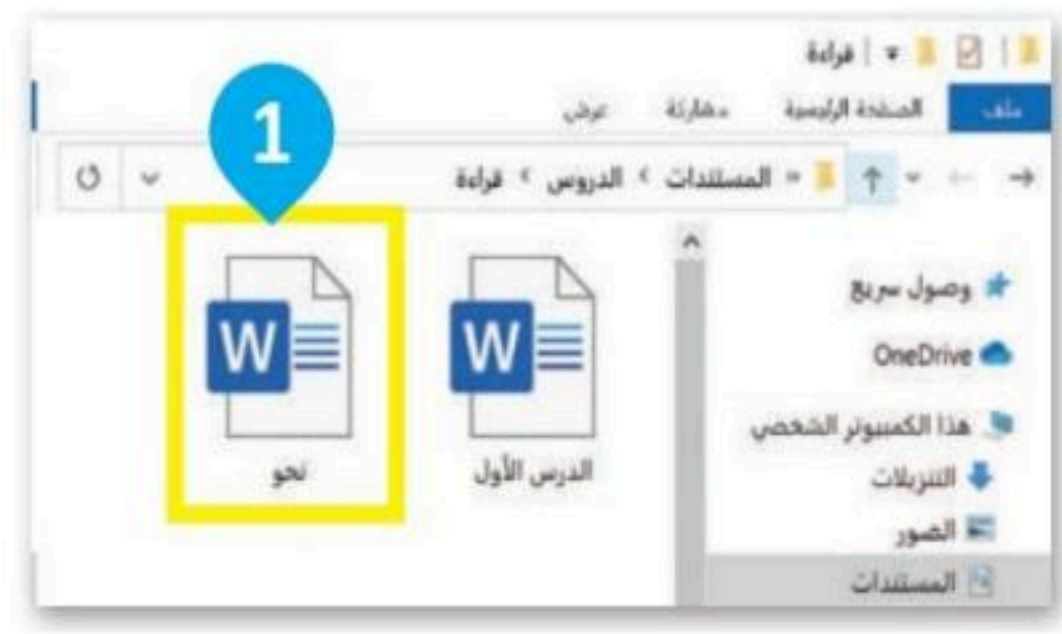 قراءة
ملف الصفحة الرئيسية مشاركة عرض
« المستندات › الدروس › قراءة
1
وصول سريع
OneDrive
هذا الكمبيوتر الشخصي
التنزيلات
الصور
المستندات
W
الدرس الأول
W
نحو